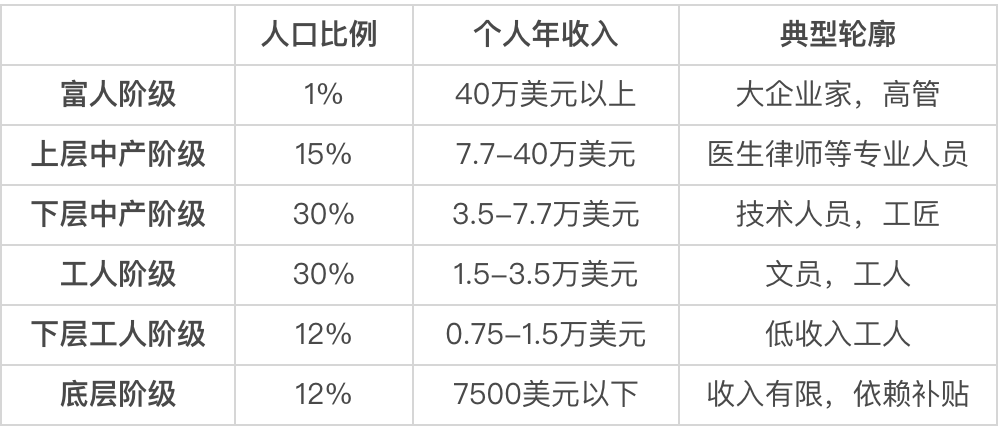 人口比例 个人年收入 典型轮廓
富人阶级 1% 40万美元以上 大企业家，高管
上层中产阶级 15% 7.7–40万美元 医生律师等专业人员
下层中产阶级 30% 3.5–7.7万美元 技术人员，工匠
工人阶级 30% 1.5–3.5万美元 文员，工人
下层工人阶级 12% 0.75–1.5万美元 低收入工人
底层阶级 12% 7500美元以下 收入有限，依赖补贴